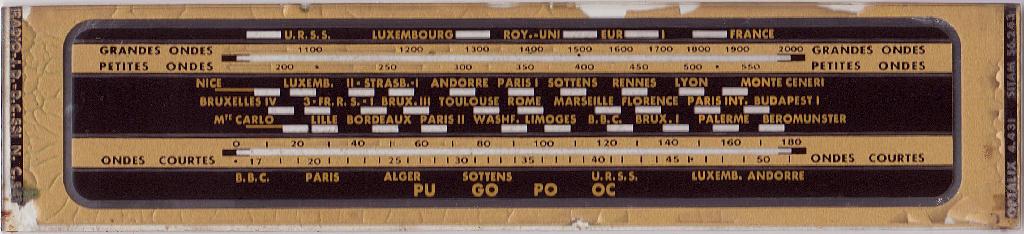 U.R.S.S. LUXEMBOURG ROY.-UNI EUR I FRANCE
GRANDES ONDES 1100 1200 1300 1400 1500 1600 1700 1800 1900 2000 GRANDES ONDES
PETITES ONDES 200 250 300 350 400 450 500 550 PETITES ONDES
NICE LUXEMB. II-STRASB.-I ANDORRE PARIS I SOTTENS RENNES LYON MONTE CENERI
BRUXELLES IV 3-FR. R.S.-1 BRUX. III TOULOUSE ROME MARSEILLE FLORENCE PARIS INT. BUDAPEST I
MTE CARLO LILLE BORDEAUX PARIS II WASHF. LIMOGES B.B.C. BRUX. I PALERME BEROMUNSTER
0 20 40 60 80 100 120 140 160 180
ONDES COURTES 17 20 25 30 35 40 45 50 ONDES COURTES
B.B.C. PARIS ALGER SOTTENS U.R.S.S. LUXEMB. ANDORRE
PU GO PO OC
OREALIX 4.431